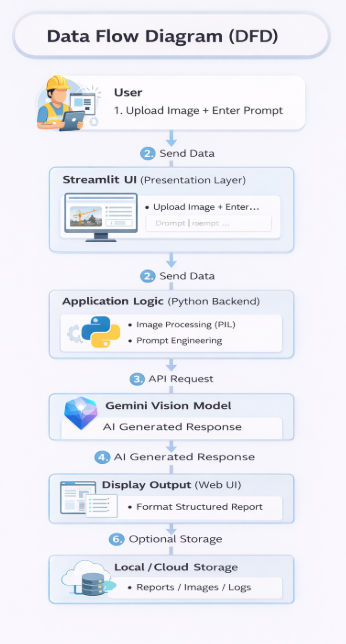 Data Flow Diagram (DFD)
User
1. Upload Image + Enter Prompt
2. Send Data
Streamlit UI (Presentation Layer)
• Upload Image + Enter...
Drompt | roempt ...
2. Send Data
Application Logic (Python Backend)
• Image Processing (PIL)
• Prompt Engineering
3. API Request
Gemini Vision Model
AI Generated Response
4. AI Generated Response
Display Output (Web UI)
• Format Structured Report
6. Optional Storage
Local / Cloud Storage
• Reports / Images / Logs